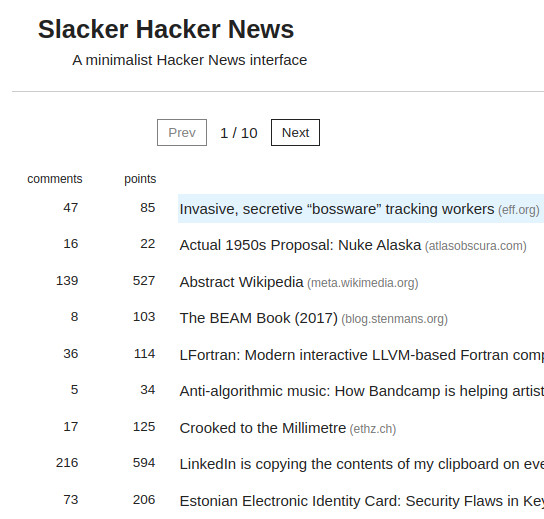 Slacker Hacker News
A minimalist Hacker News interface
Prev 1 / 10 Next
comments points
47 85 Invasive, secretive “bossware” tracking workers (eff.org)
16 22 Actual 1950s Proposal: Nuke Alaska (atlasobscura.com)
139 527 Abstract Wikipedia (meta.wikimedia.org)
8 103 The BEAM Book (2017) (blog.stenmans.org)
36 114 LFortran: Modern interactive LLVM-based Fortran
5 34 Anti-algorithmic music: How Bandcamp is helping artist
17 125 Crooked to the Millimetre (ethz.ch)
216 594 LinkedIn is copying the contents of my clipboard on
73 206 Estonian Electronic Identity Card: Security Flaws in